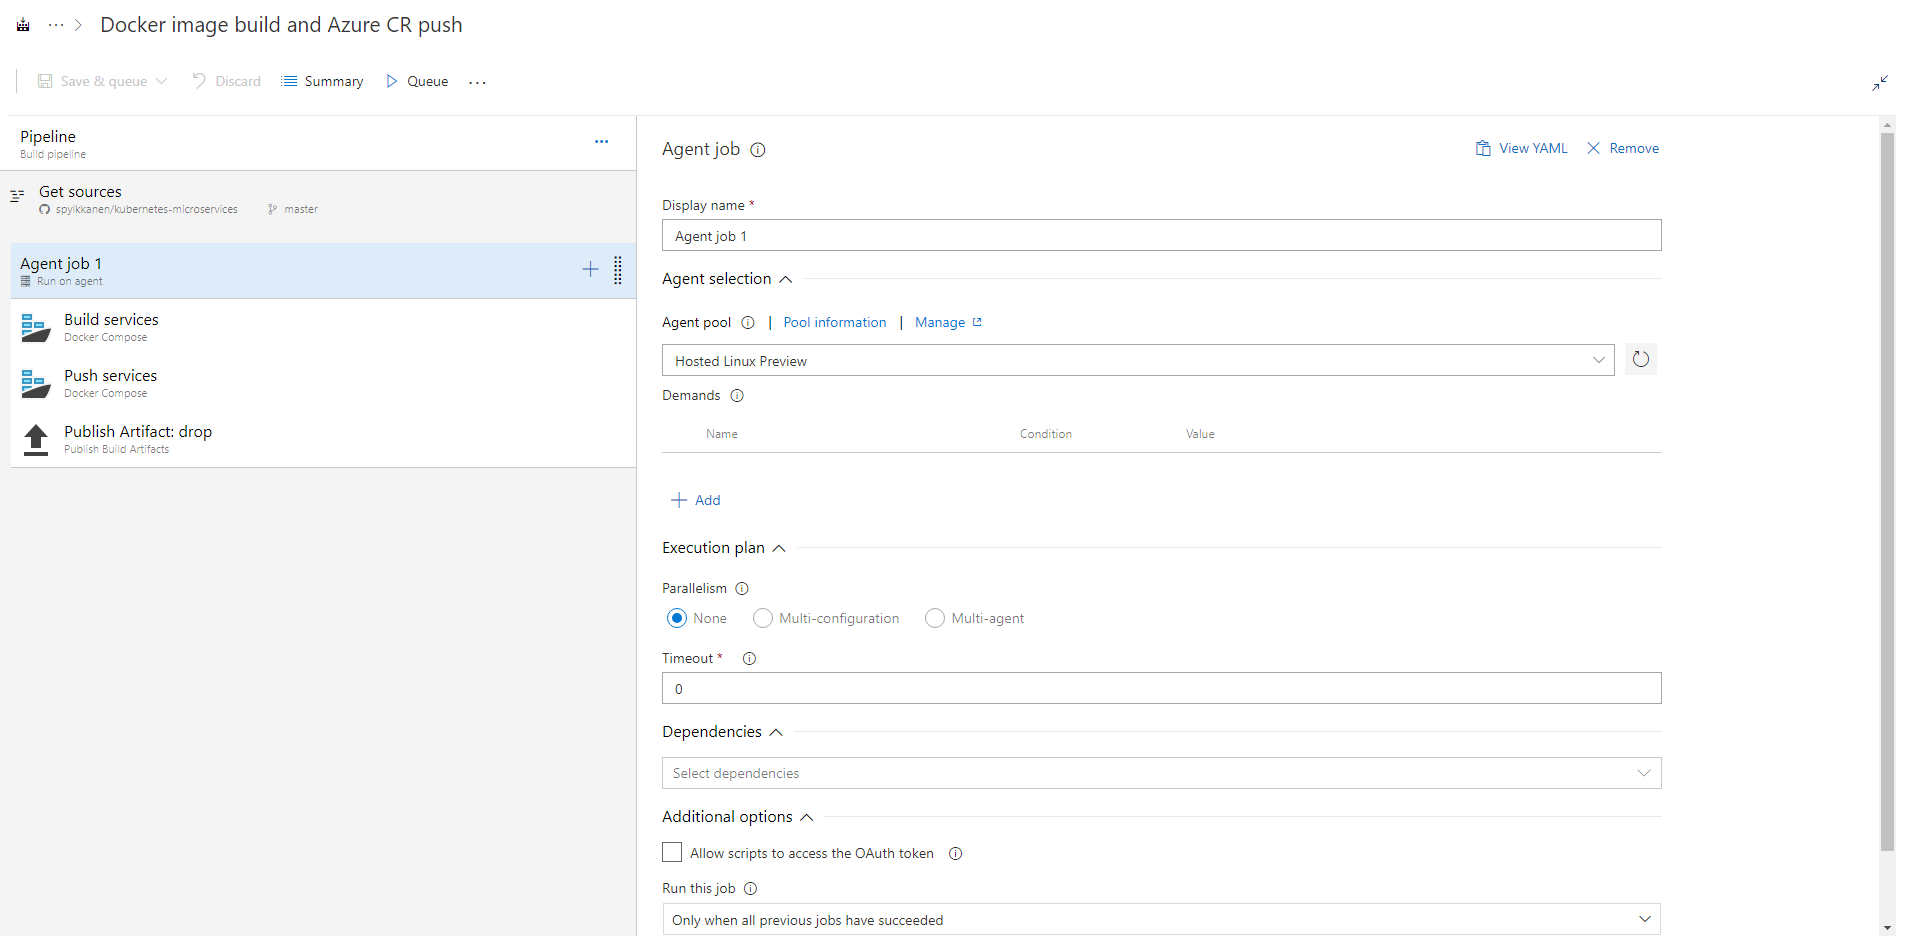 ... > Docker image build and Azure CR push
Save & queue Discard Summary Queue ...
Pipeline
Build pipeline
...
Get sources
spylkkanen/kubernetes-microservices master
Agent job 1
Run on agent
Build services
Docker Compose
Push services
Docker Compose
Publish Artifact: drop
Publish Build Artifacts
Agent job
View YAML Remove
Display name *
Agent job 1
Agent selection
Agent pool | Pool information | Manage
Hosted Linux Preview
Demands
Name Condition Value
Add
Execution plan
Parallelism
None Multi-configuration Multi-agent
Timeout *
0
Dependencies
Select dependencies
Additional options
Allow scripts to access the OAuth token
Run this job
Only when all previous jobs have succeeded